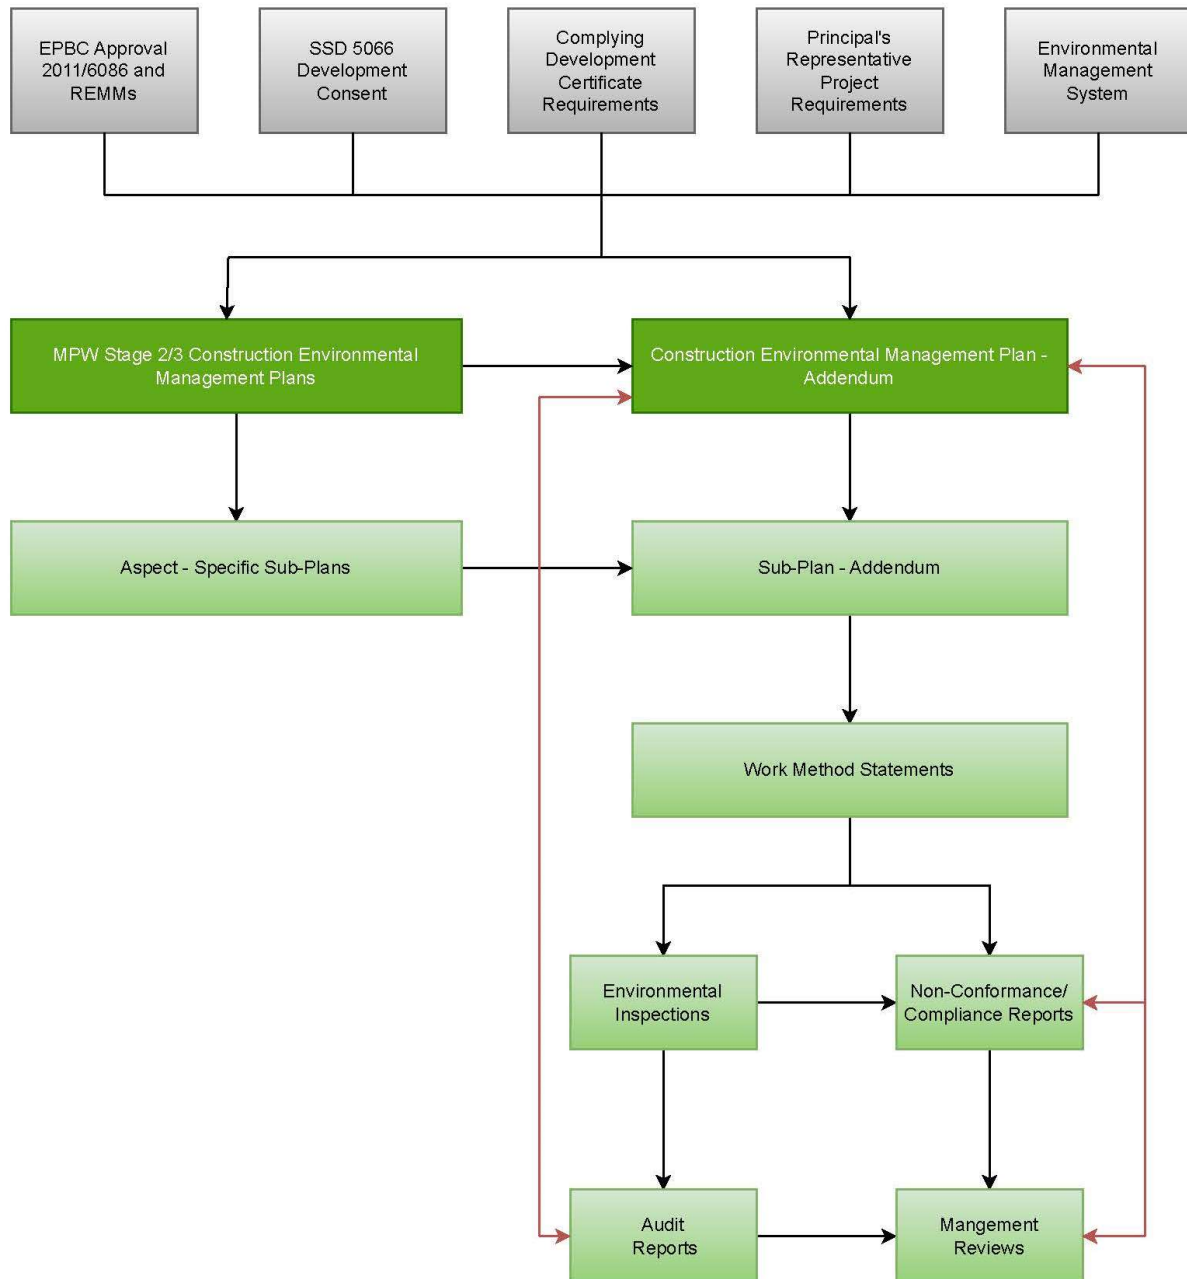 EPBC Approval
2011/6086 and
REMMs
SSD 5066
Development
Consent
Complying
Development
Certificate
Requirements
Principal's
Representative
Project
Requirements
Environmental
Management
System
MPW Stage 2/3 Construction Environmental
Management Plans
Construction Environmental Management Plan -
Addendum
Aspect - Specific Sub-Plans
Sub-Plan - Addendum
Work Method Statements
Environmental
Inspections
Non-Conformance/
Compliance Reports
Audit
Reports
Mangement
Reviews